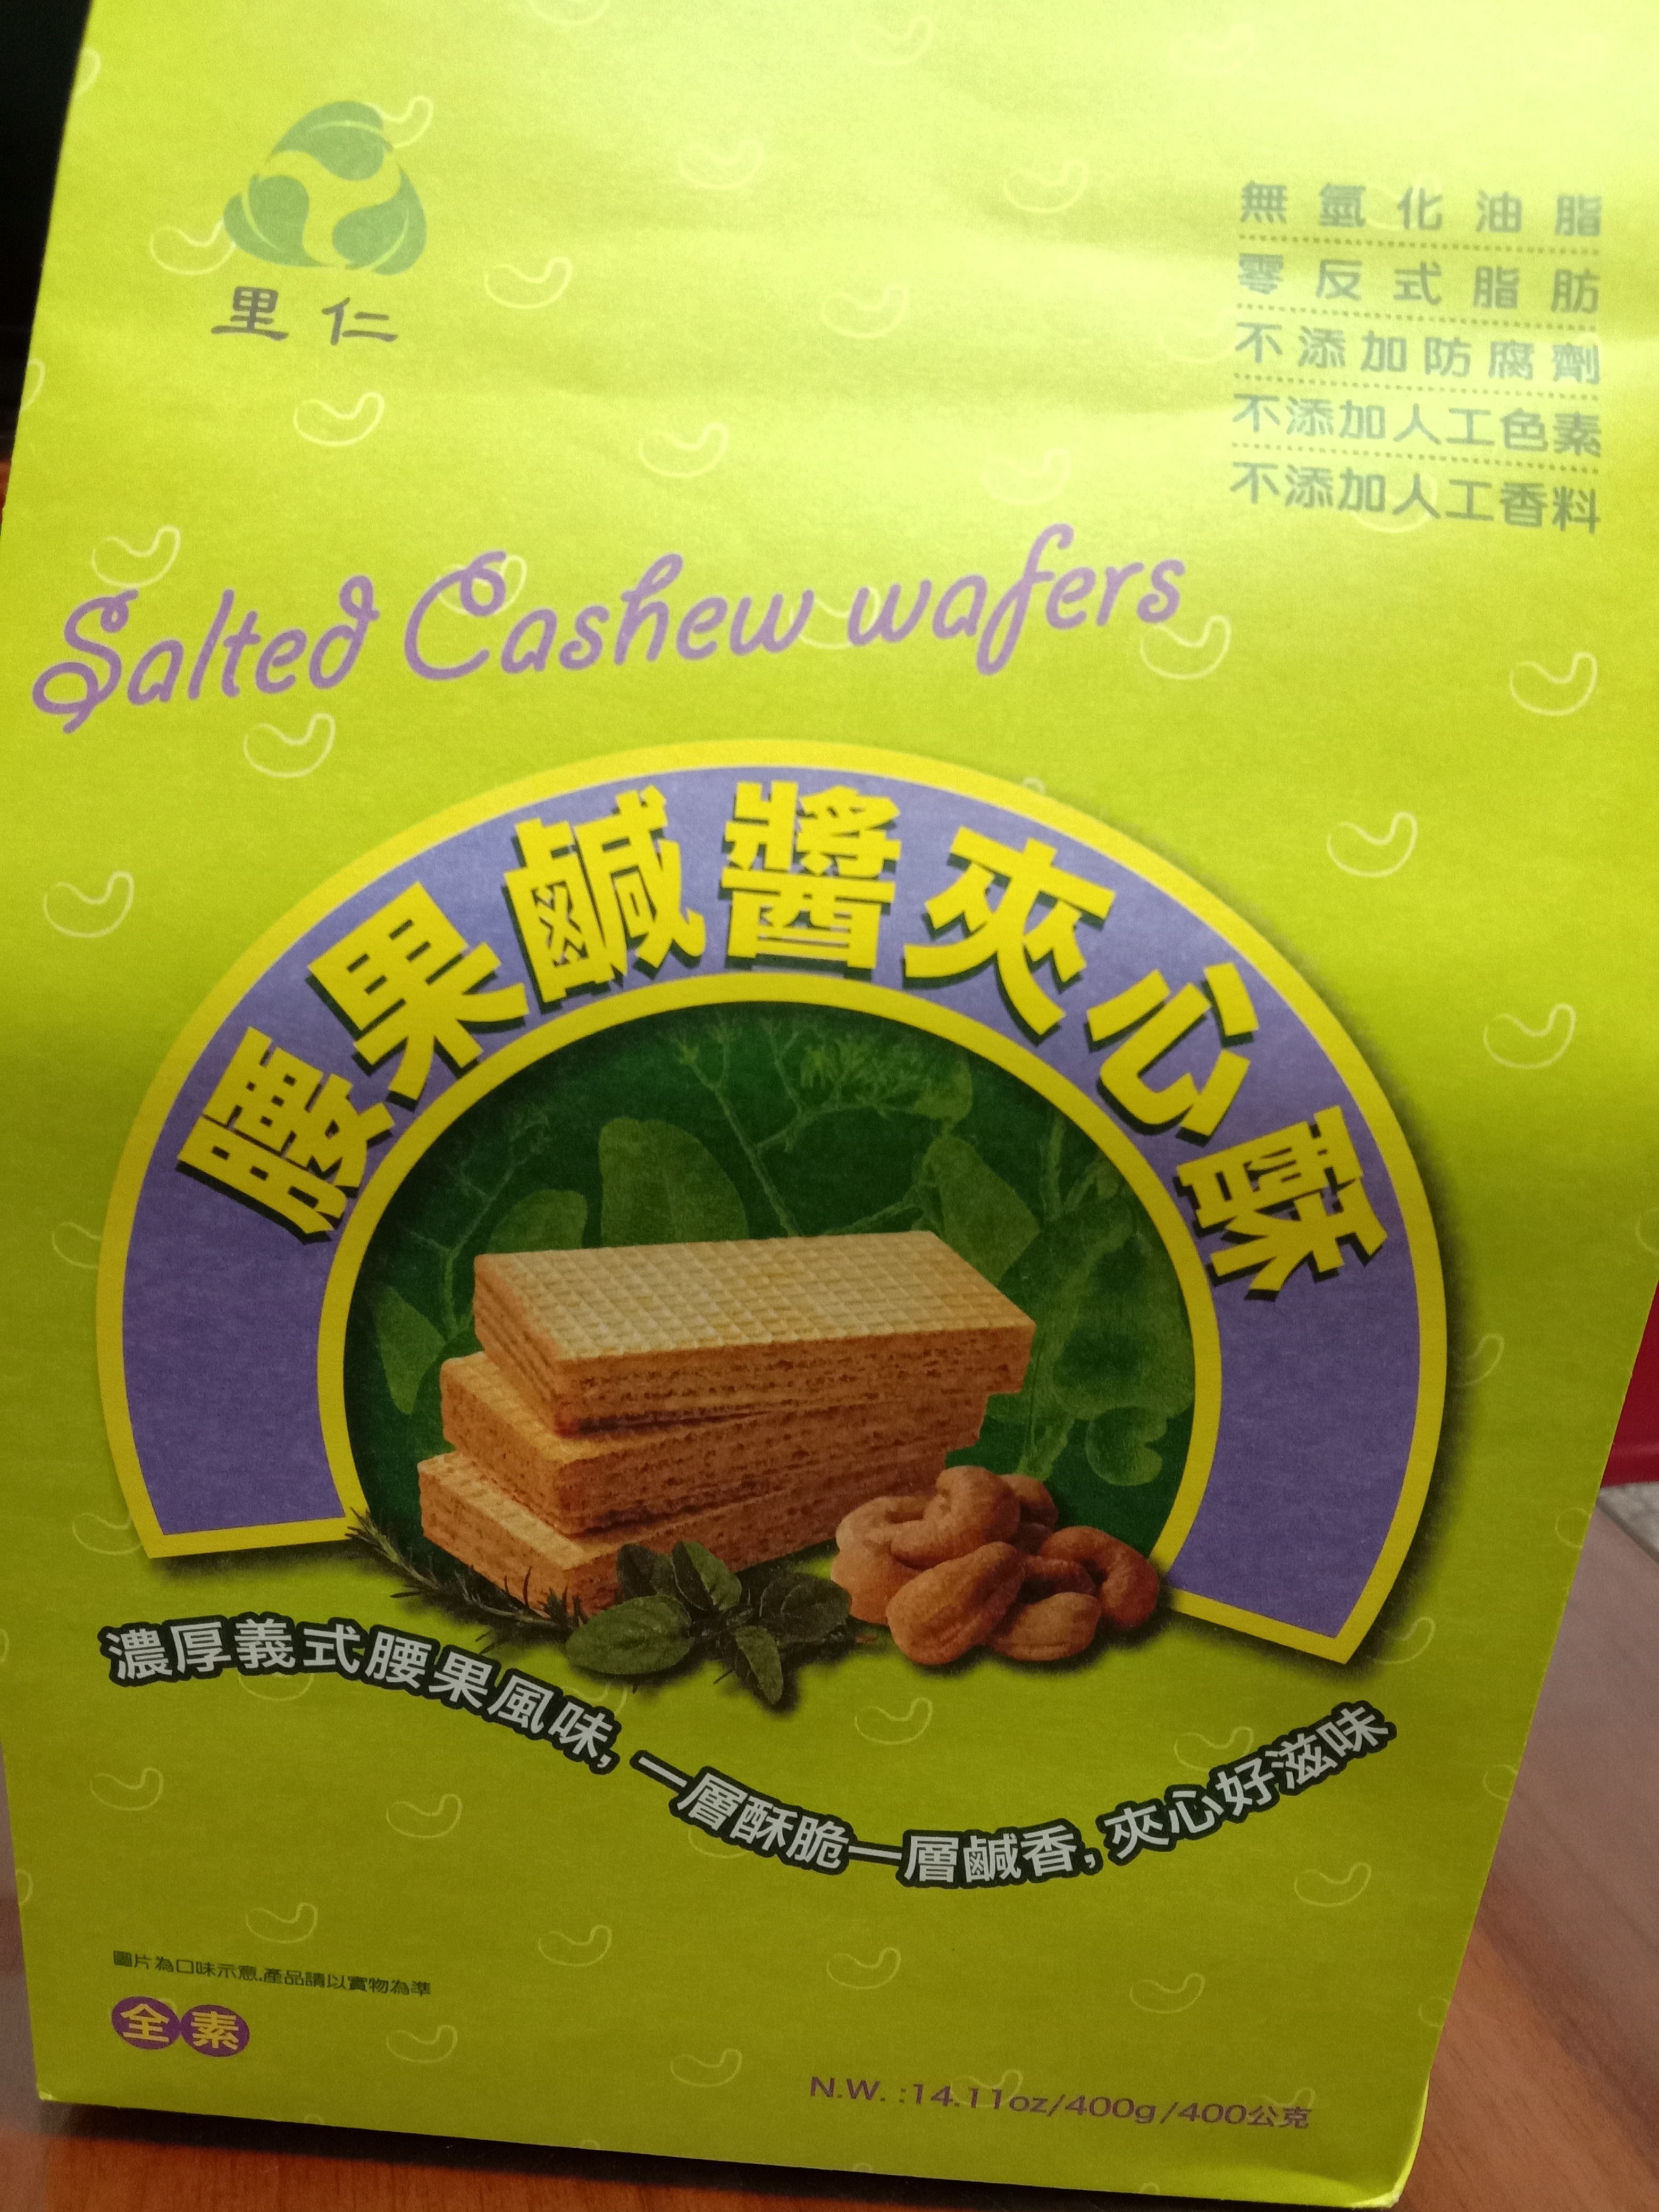 里仁
無氫化油脂
零反式脂肪
不添加防腐劑
不添加人工色素
不添加人工香料
Salted Cashew wafers
腰果鹹醬夾心酥
濃厚義式腰果風味,一層酥脆一層鹹香,夾心好滋味
圖片為口味示意,產品請以實物為準
全素
N.W. :14.11oz/400g/400公克